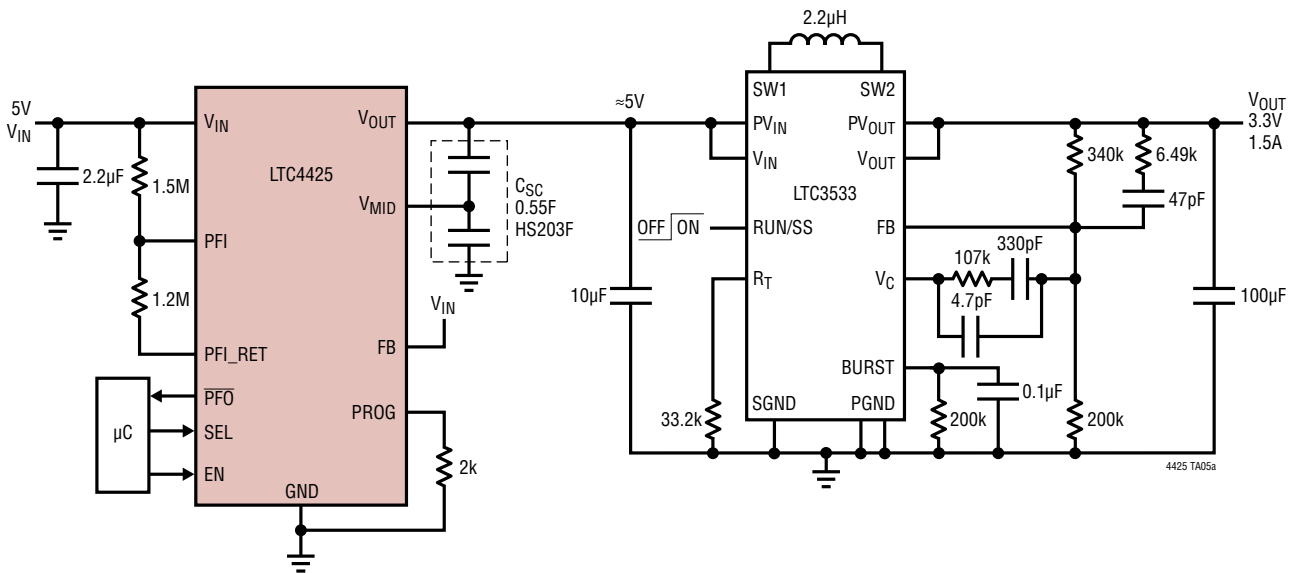 2.2µH
SW1
SW2
5V
VIN
≈5V
VOUT
3.3V
1.5A
VIN
VOUT
PVIN
PVOUT
2.2µF
LTC4425
CSC
0.55F
HS203F
VIN
VOUT
340k
6.49k
1.5M
LTC3533
VMID
47pF
PFI
OFF
ON
RUN/SS
FB
330pF
107k
RT
VC
1.2M
10µF
4.7pF
100µF
VIN
FB
PFI_RET
BURST
PFO
PROG
0.1µF
µC
SEL
33.2k
SGND
PGND
200k
200k
2k
EN
GND
4425 TA05a